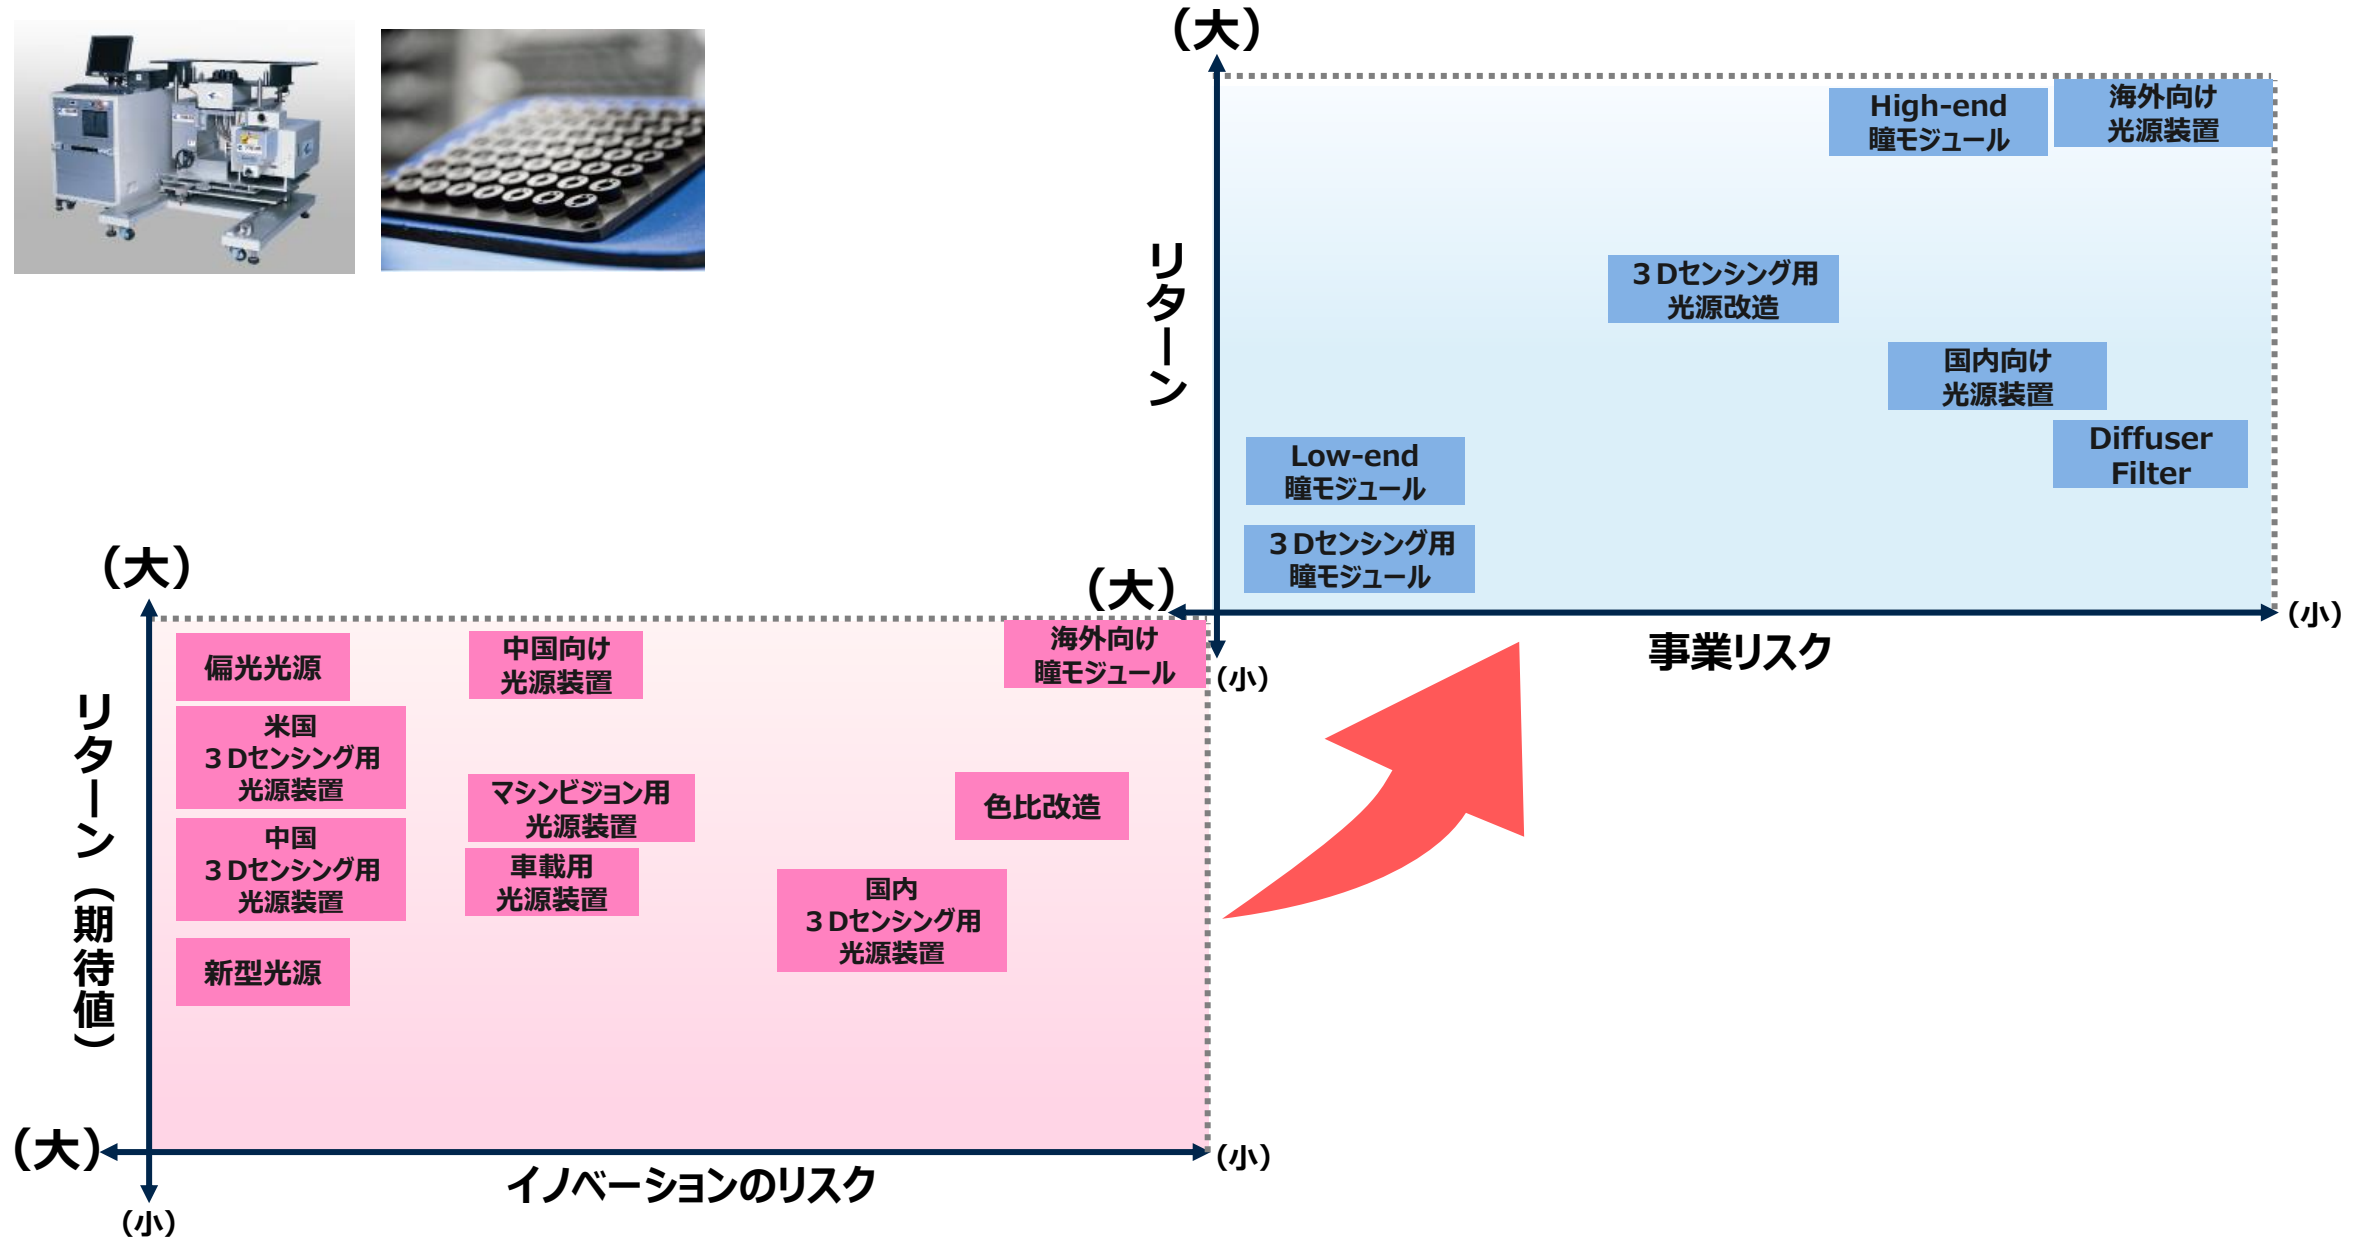 （大）
リターン
High-end
瞳モジュール
海外向け
光源装置
３Dセンシング用
光源改造
国内向け
光源装置
Diffuser
Filter
Low-end
瞳モジュール
３Dセンシング用
瞳モジュール
（大）
（小）
事業リスク
（小）
（大）
リターン（期待値）
偏光光源
中国向け
光源装置
海外向け
瞳モジュール
米国
３Dセンシング用
光源装置
マシンビジョン用
光源装置
色比改造
中国
３Dセンシング用
光源装置
車載用
光源装置
国内
３Dセンシング用
光源装置
新型光源
（大）
（小）
イノベーションのリスク
（小）